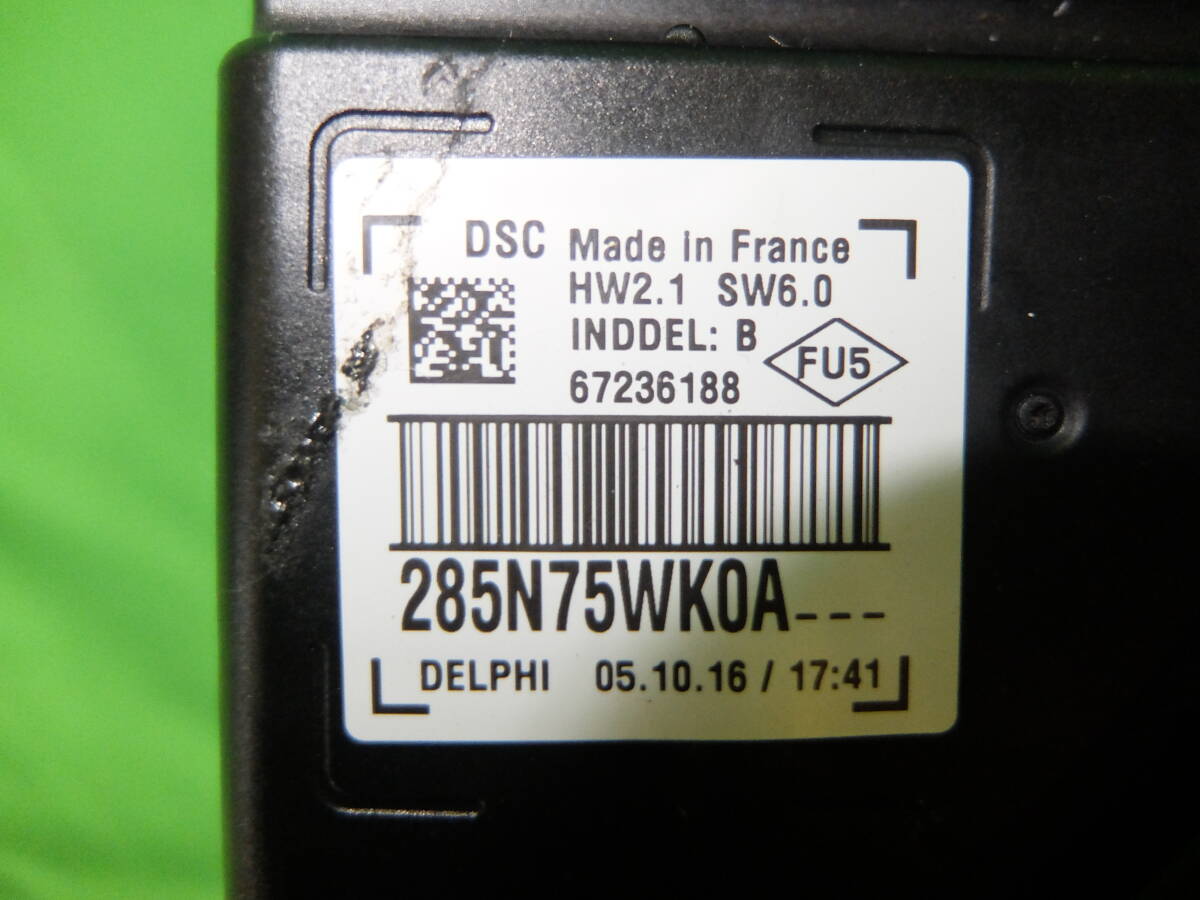 DSC Made in France
HW2.1 SW6.0
INDDEL: B
FU5
67236188
285N75WK0A---
DELPHI 05.10.16 / 17:41